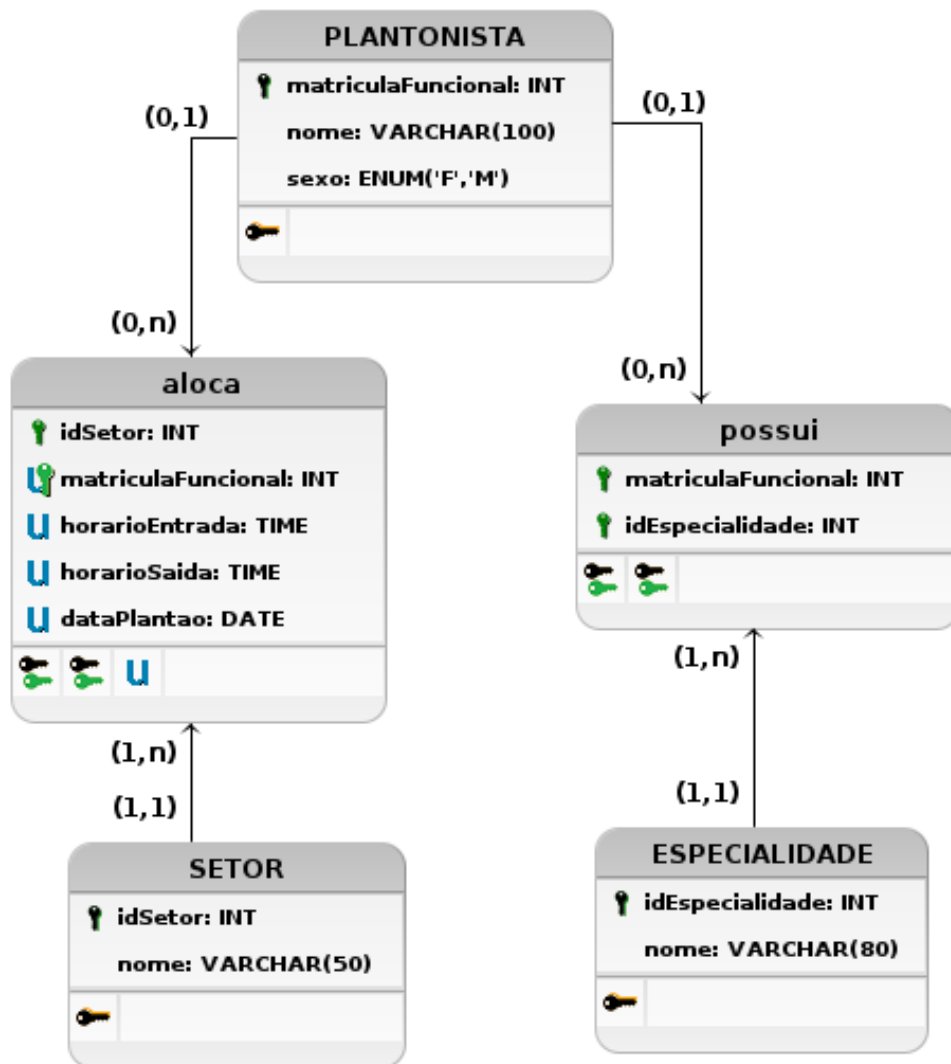 PLANTONISTA
matriculaFuncional: INT
nome: VARCHAR(100)
sexo: ENUM('F','M')
(0,1)
(0,1)
(0,n)
(0,n)
aloca
idSetor: INT
matriculaFuncional: INT
horarioEntrada: TIME
horarioSaida: TIME
dataPlantao: DATE
possui
matriculaFuncional: INT
idEspecialidade: INT
(1,n)
(1,1)
(1,n)
(1,1)
SETOR
idSetor: INT
nome: VARCHAR(50)
ESPECIALIDADE
idEspecialidade: INT
nome: VARCHAR(80)